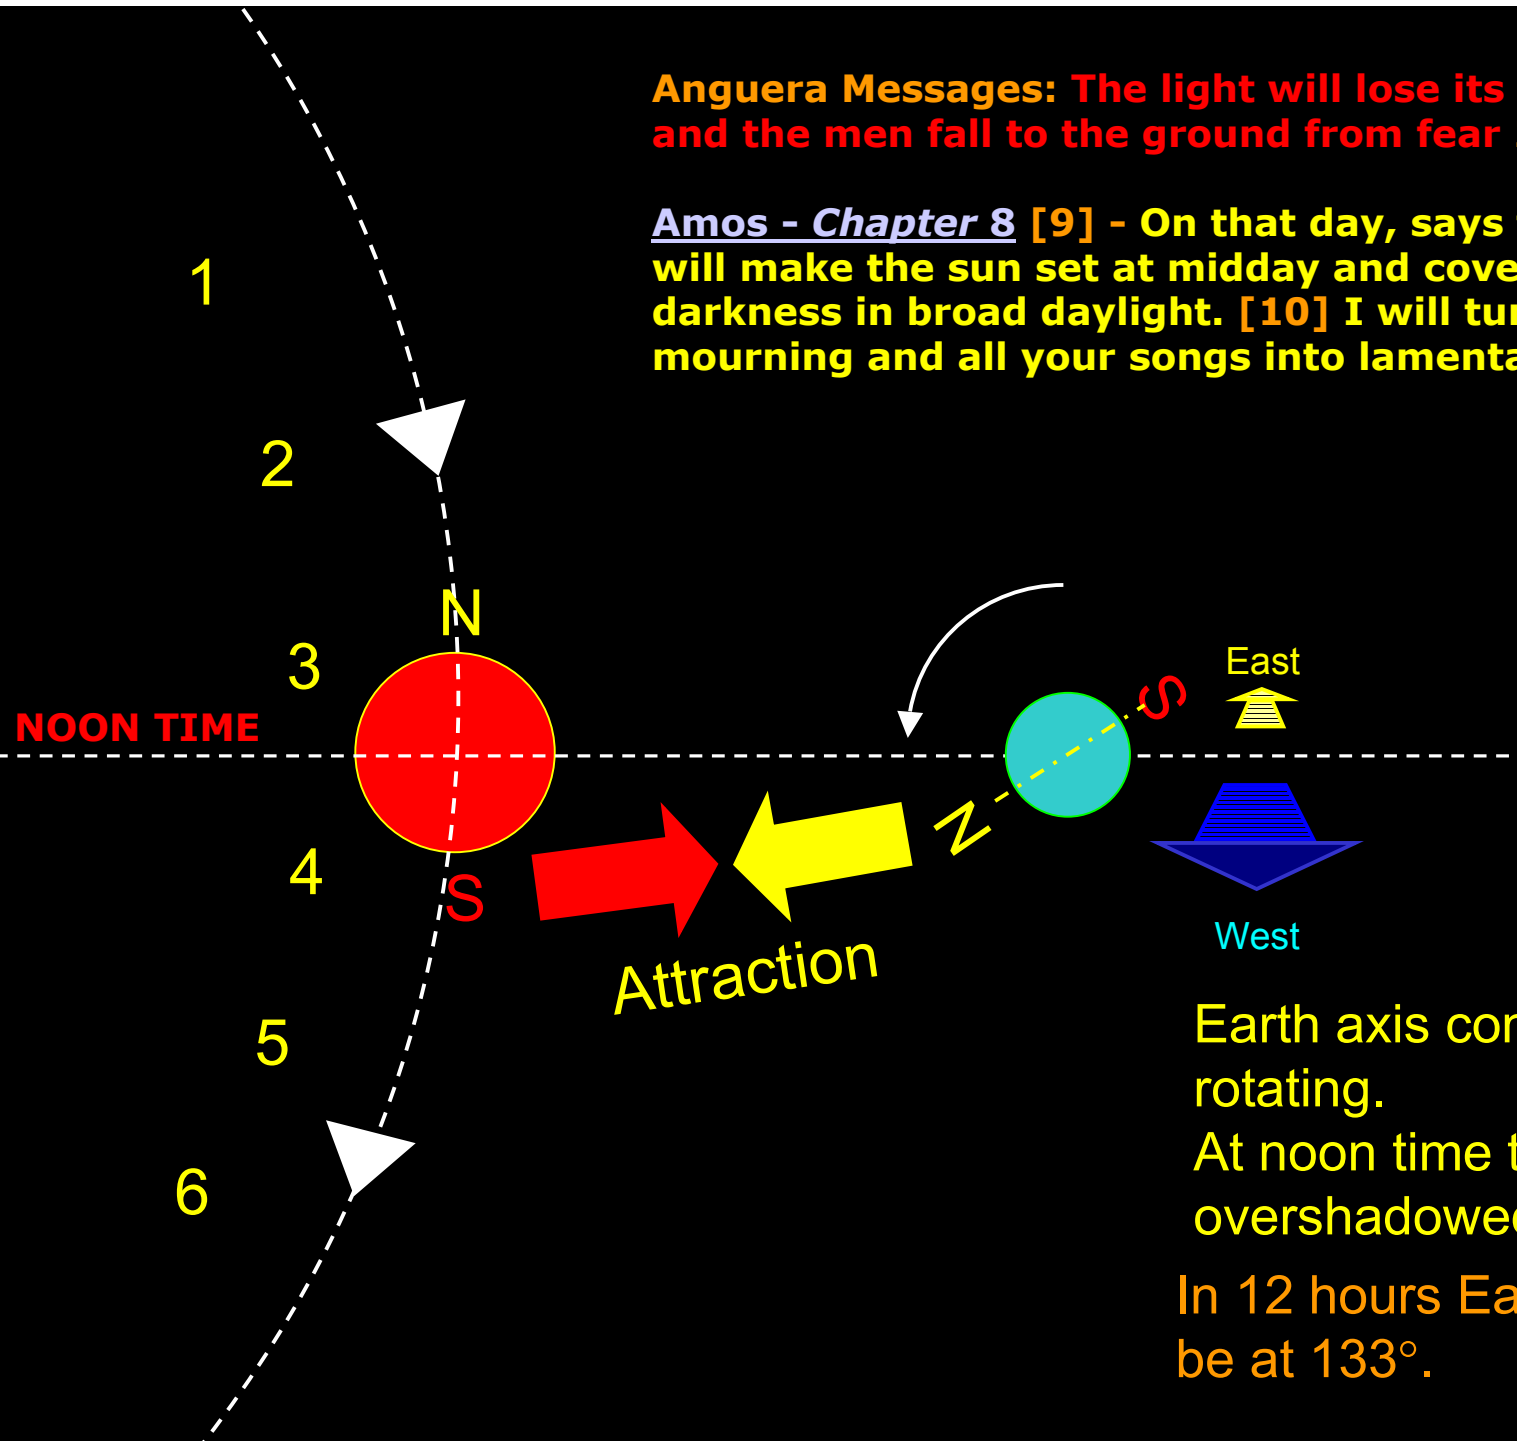 Anguera Messages: The light will lose its
and the men fall to the ground from fear
Amos - Chapter 8 [9] - On that day, says
will make the sun set at midday and cove
darkness in broad daylight. [10] I will tur
mourning and all your songs into lamenta
1
2
N
3
East
S
NOON TIME
N
4
S
West
Attraction
5
Earth axis con
rotating.
At noon time t
overshadowed
6
In 12 hours Ea
be at 133°.